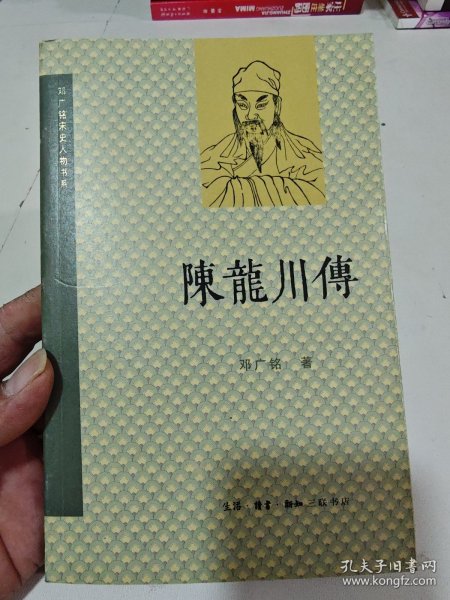 MIMA
邓广铭宋史人物书系
陳龍川傳
邓广铭 著
生活·讀書·新知三联书店
孔夫子旧书网
www.kongfz.com